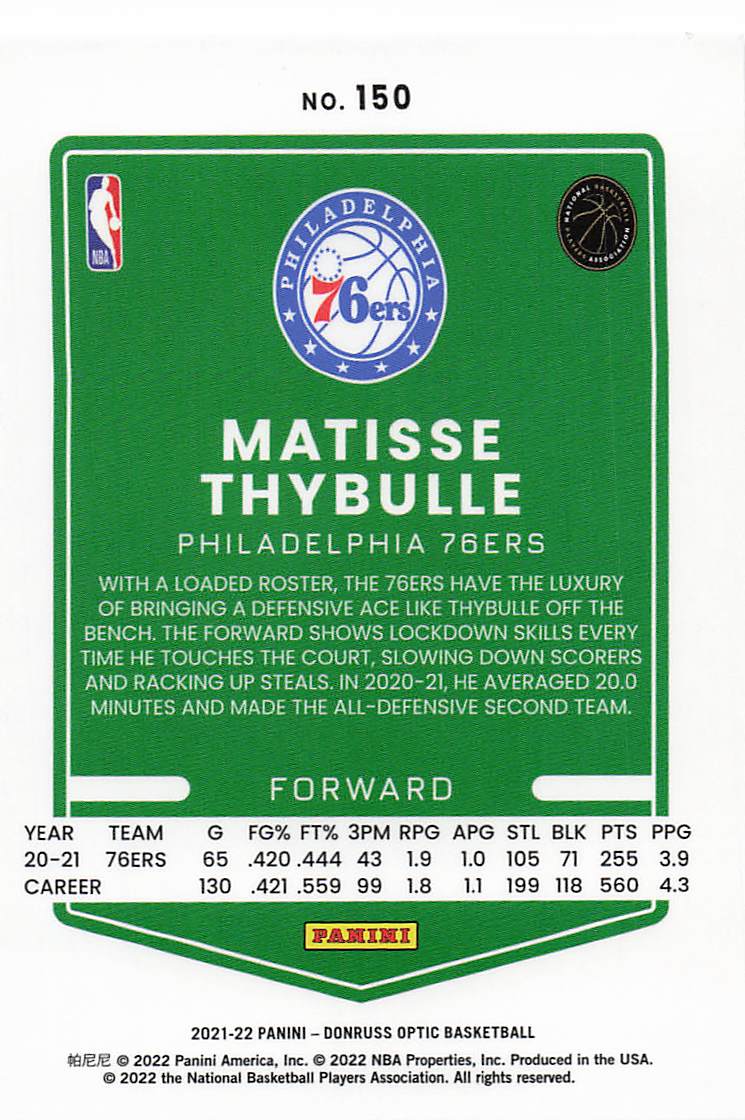 NO. 150
NBA
NATIONAL BASKETBALL PLAYERS ASSOCIATION
PHILADELPHIA
76ers
MATISSE
THYBULLE
PHILADELPHIA 76ERS
WITH A LOADED ROSTER, THE 76ERS HAVE THE LUXURY
OF BRINGING A DEFENSIVE ACE LIKE THYBULLE OFF THE
BENCH. THE FORWARD SHOWS LOCKDOWN SKILLS EVERY
TIME HE TOUCHES THE COURT, SLOWING DOWN SCORERS
AND RACKING UP STEALS. IN 2020-21, HE AVERAGED 20.0
MINUTES AND MADE THE ALL-DEFENSIVE SECOND TEAM.
FORWARD
YEAR TEAM G FG% FT% 3PM RPG APG STL BLK PTS PPG
20-21 76ERS 65 .420 .444 43 1.9 1.0 105 71 255 3.9
CAREER 130 .421 .559 99 1.8 1.1 199 118 560 4.3
PANINI
2021-22 PANINI – DONRUSS OPTIC BASKETBALL
帕尼尼 © 2022 Panini America, Inc. © 2022 NBA Properties, Inc. Produced in the USA.
© 2022 the National Basketball Players Association. All rights reserved.